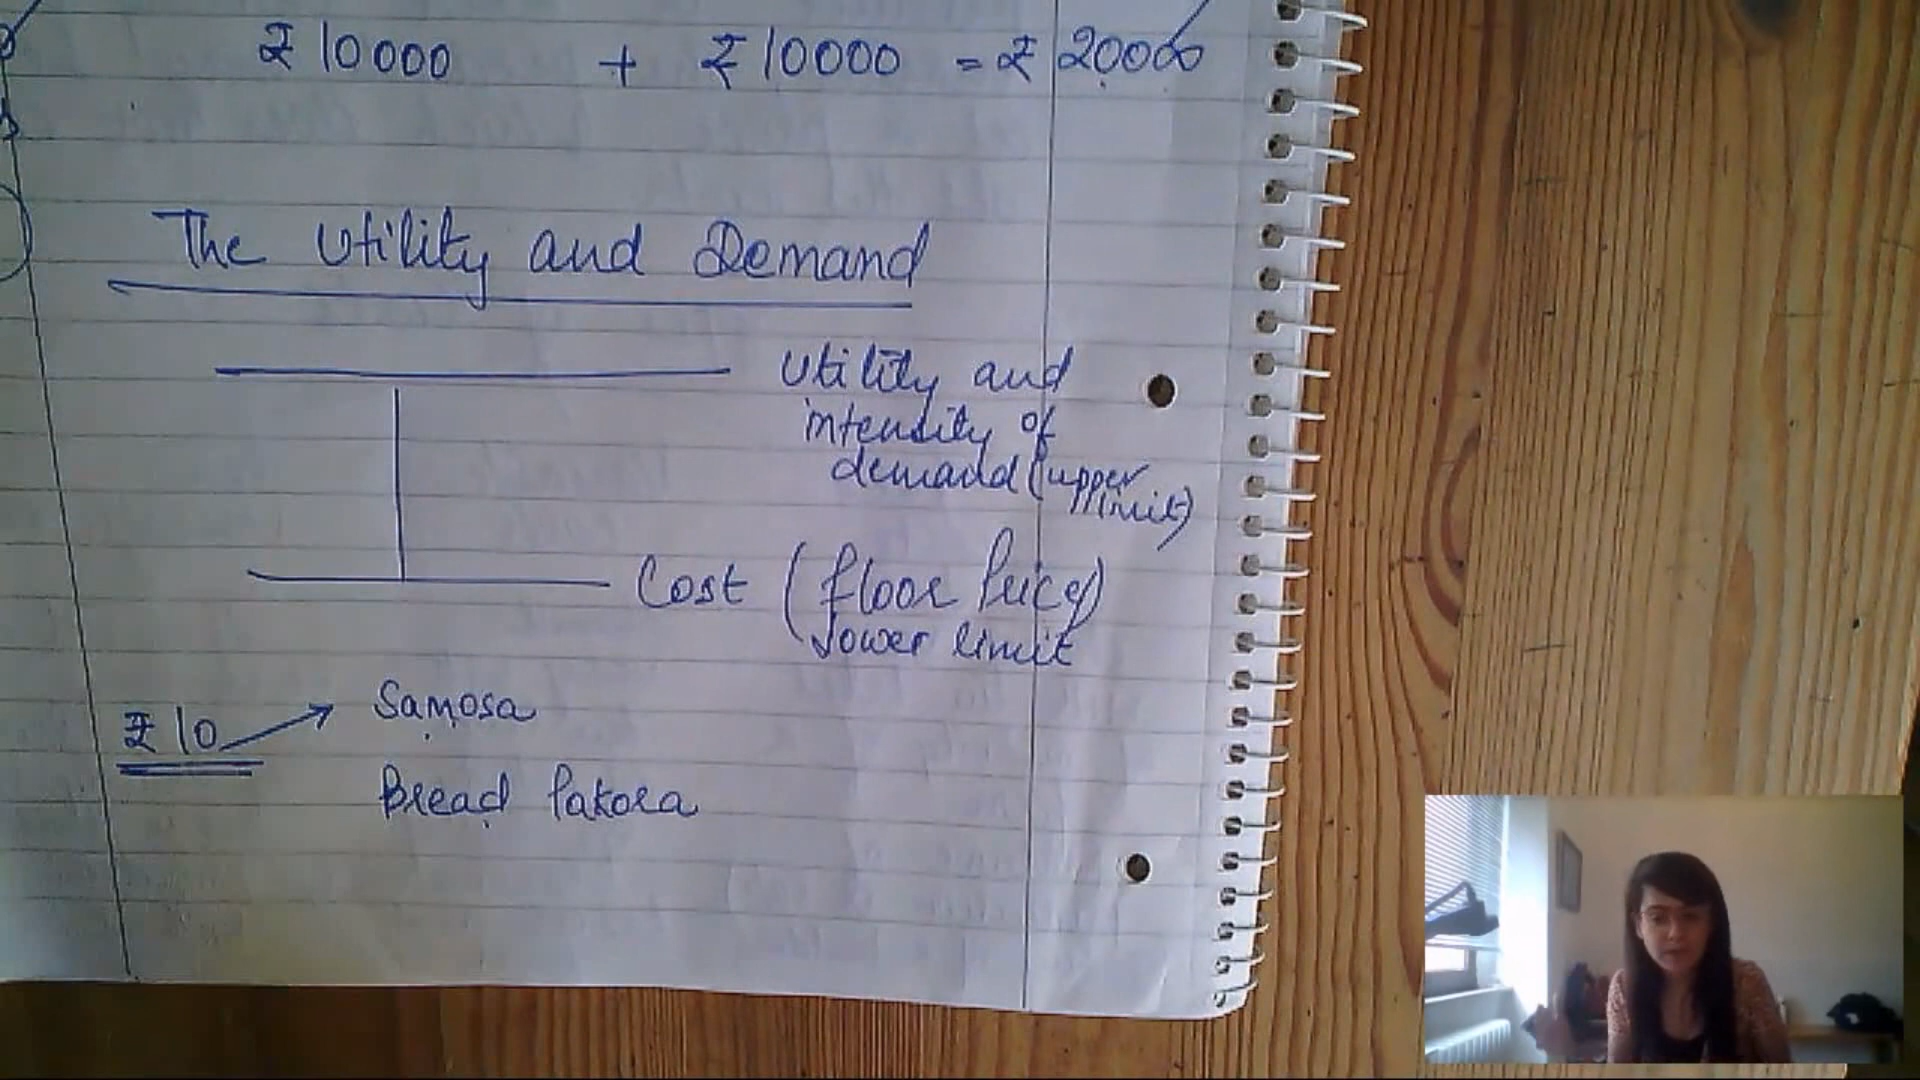 ₹ 10000 + ₹ 10000 = ₹ 20000
The Utility and Demand
Utility and
intensity of
demand (upper
limit)
Cost (floor Price)
lower limit
₹ 10 → Samosa
Bread Pakora